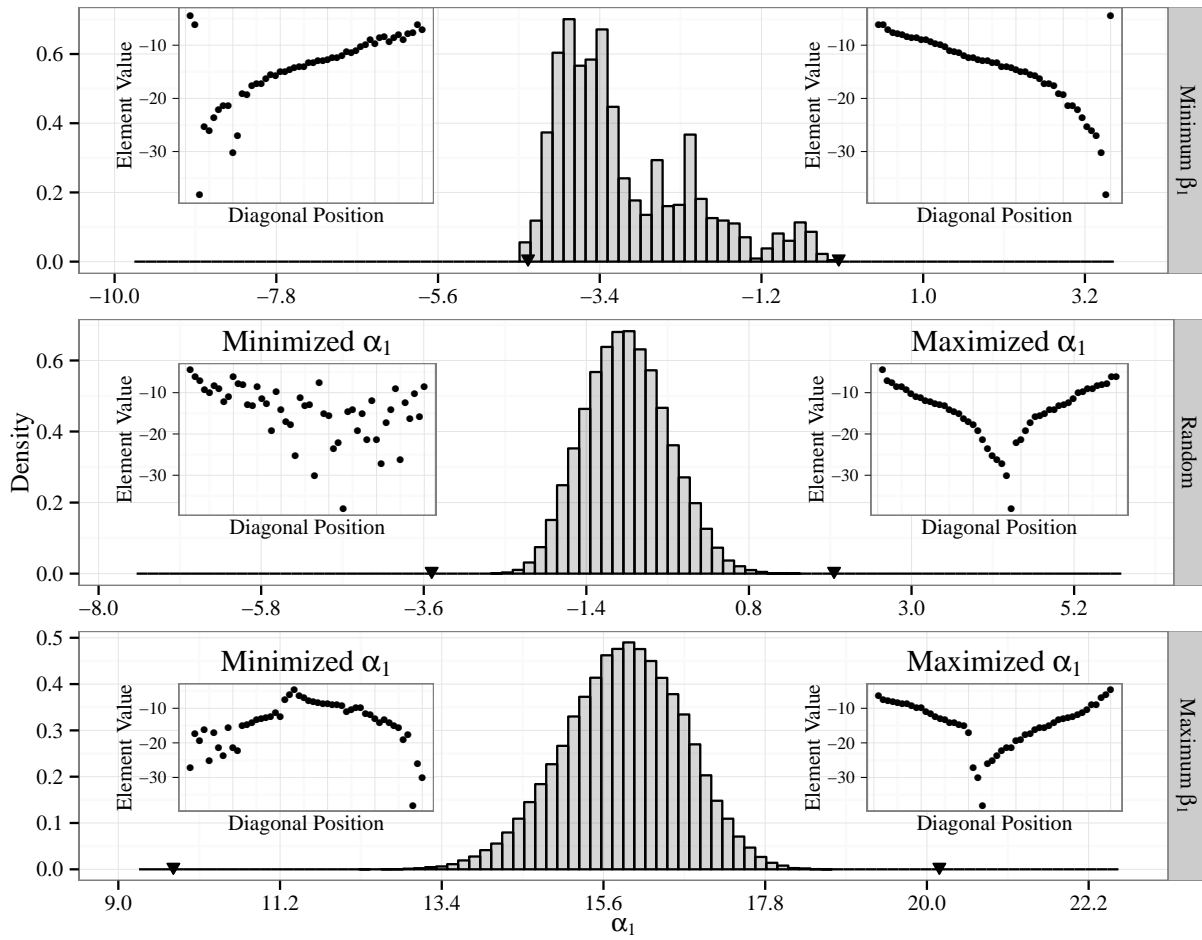 0.6
0.4
0.2
0.0
−10
−20
−30
Element Value
Diagonal Position
−10
−20
−30
Element Value
Diagonal Position
−10.0 −7.8 −5.6 −3.4 −1.2 1.0 3.2
Minimum β1
Minimized α1
Maximized α1
0.6
0.4
0.2
0.0
−10
−20
−30
Element Value
Diagonal Position
−10
−20
−30
Element Value
Diagonal Position
−8.0 −5.8 −3.6 −1.4 0.8 3.0 5.2
Random
Density
Minimized α1
Maximized α1
0.5
0.4
0.3
0.2
0.1
0.0
−10
−20
−30
Element Value
Diagonal Position
−10
−20
−30
Element Value
Diagonal Position
9.0 11.2 13.4 15.6 17.8 20.0 22.2
Maximum β1
α1